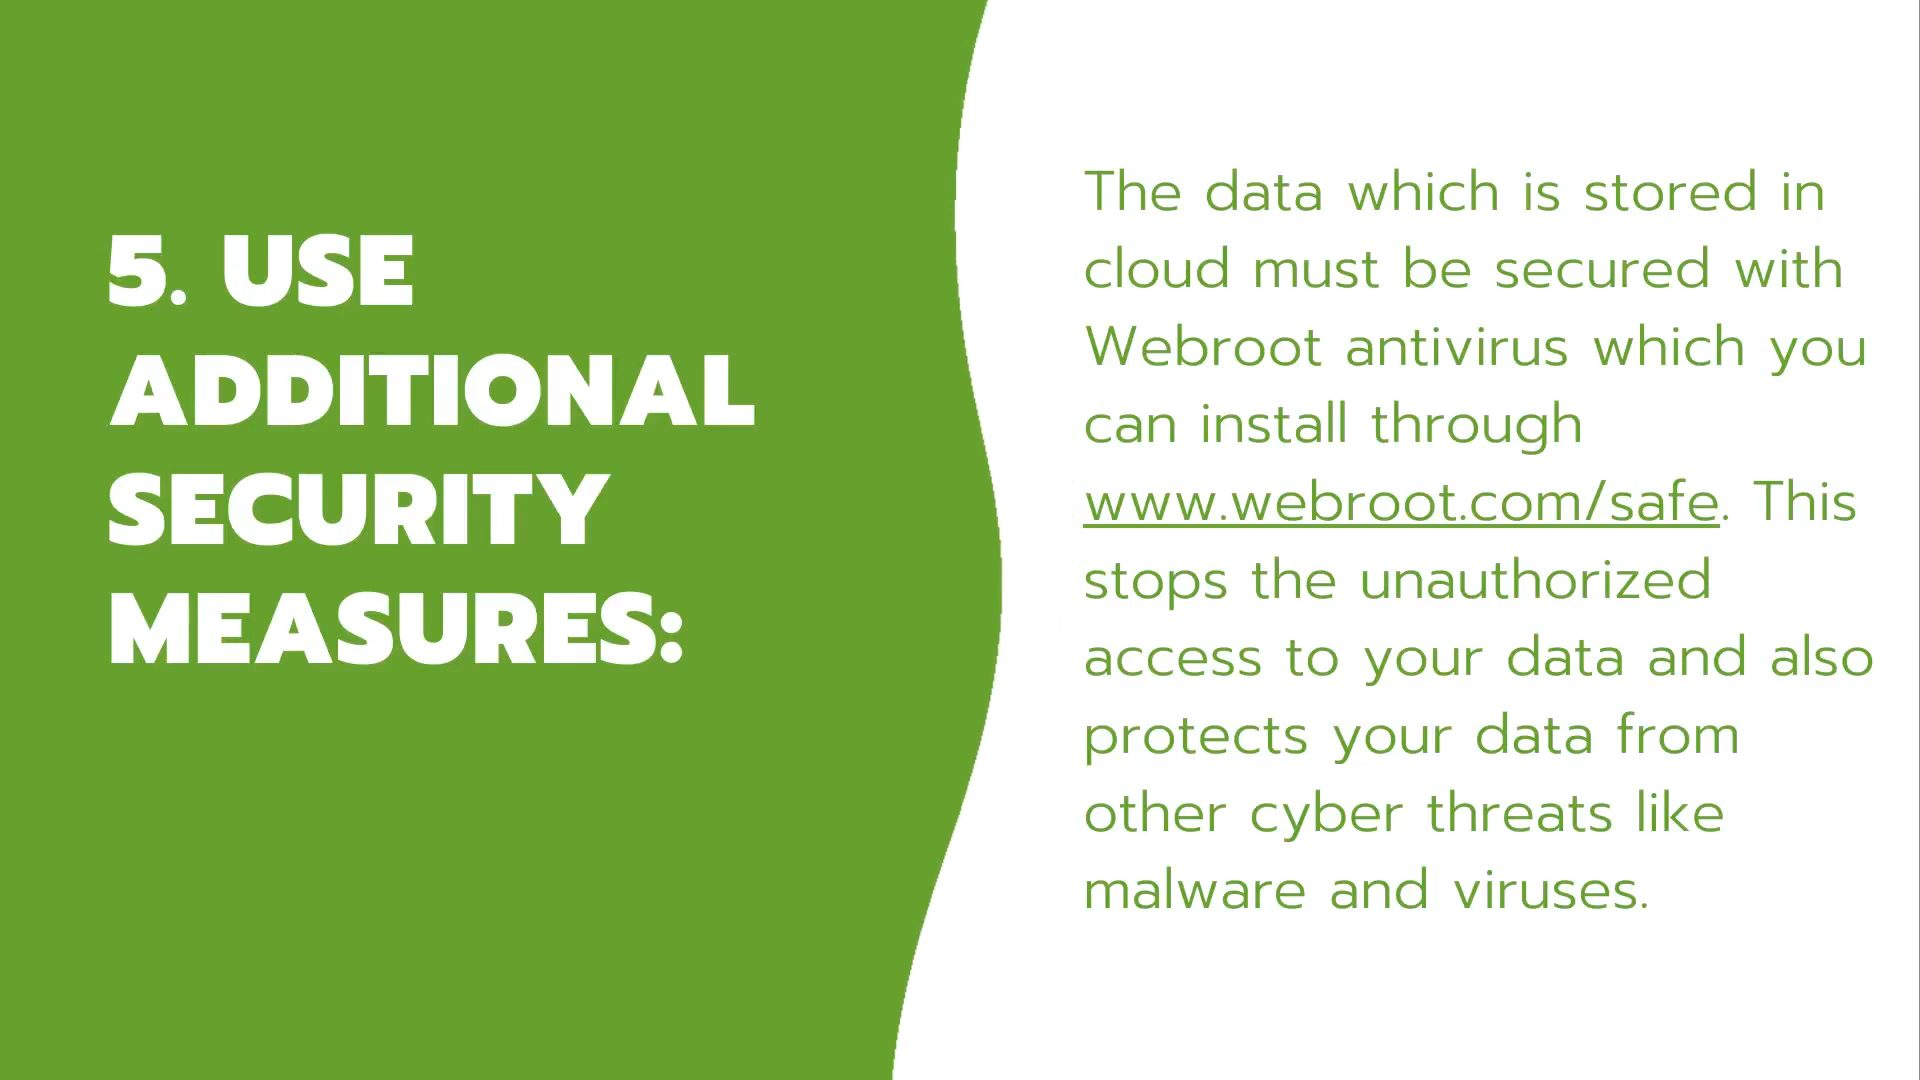 5. USE
ADDITIONAL
SECURITY
MEASURES:
The data which is stored in
cloud must be secured with
Webroot antivirus which you
can install through
www.webroot.com/safe. This
stops the unauthorized
access to your data and also
protects your data from
other cyber threats like
malware and viruses.